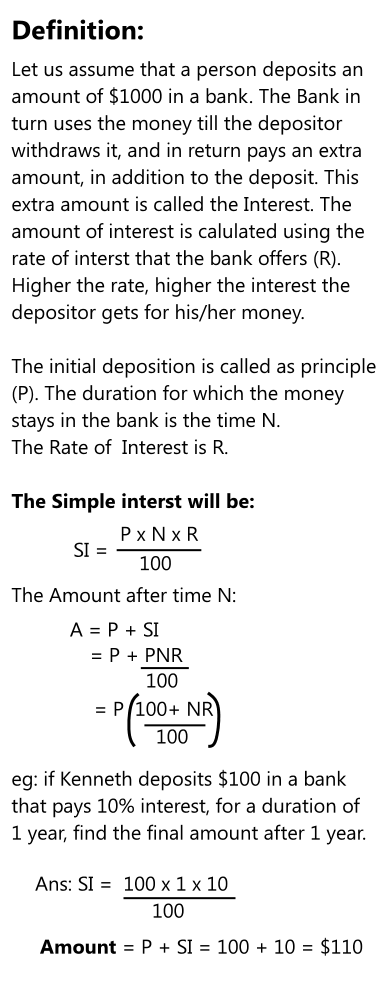 Definition:
Let us assume that a person deposits an
amount of $1000 in a bank. The Bank in
turn uses the money till the depositor
withdraws it, and in return pays an extra
amount, in addition to the deposit. This
extra amount is called the Interest. The
amount of interest is calulated using the
rate of interst that the bank offers (R).
Higher the rate, higher the interest the
depositor gets for his/her money.
The initial deposition is called as principle
(P). The duration for which the money
stays in the bank is the time N.
The Rate of  Interest is R.
The Simple interst will be:
P x N x R
SI =
100
The Amount after time N:
A = P + SI
= P + PNR
100
= P(100+ NR)
100
eg: if Kenneth deposits $100 in a bank
that pays 10% interest, for a duration of
1 year, find the final amount after 1 year.
Ans: SI = 100 x 1 x 10
100
Amount = P + SI = 100 + 10 = $110